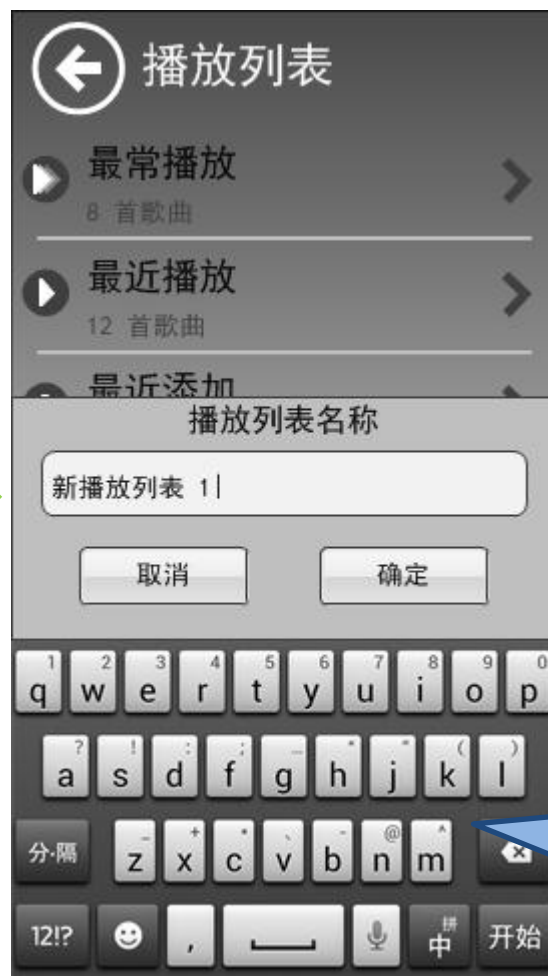 播放列表
最常播放
8 首歌曲
最近播放
12 首歌曲
最近添加
播放列表名称
新播放列表 1
取消 确定
1 2 3 4 5 6 7 8 9 0
q w e r t y u i o p
? ! : ; _ " ( )
a s d f g h j k l
_ + 、 - @ ^
分·隔 z x c v b n m
12!? , 拼 中 开始